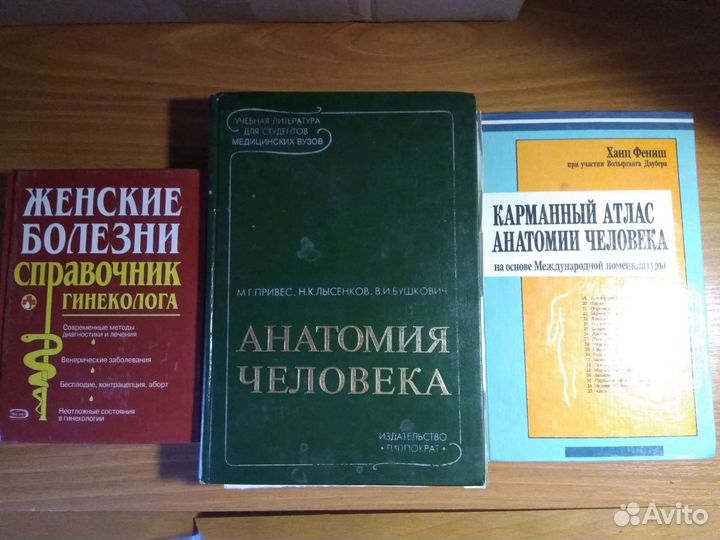 ЖЕНСКИЕ
БОЛЕЗНИ
СПРАВОЧНИК
ГИНЕКОЛОГА
Современные методы
диагностики и лечения
Венерические заболевания
Бесплодие, контрацепция, аборт
Неотложные состояния
в гинекологии
УЧЕБНАЯ ЛИТЕРАТУРА
ДЛЯ СТУДЕНТОВ
МЕДИЦИНСКИХ ВУЗОВ
М.Г.ПРИВЕС, Н.К.ЛЫСЕНКОВ, В.И.БУШКОВИЧ
АНАТОМИЯ
ЧЕЛОВЕКА
ИЗДАТЕЛЬСТВО
•ГИППОКРАТ•
Ханц Фениш
при участии Вольфганга Даубера
КАРМАННЫЙ АТЛАС
АНАТОМИИ ЧЕЛОВЕКА
на основе Международной номенклатуры
Avito